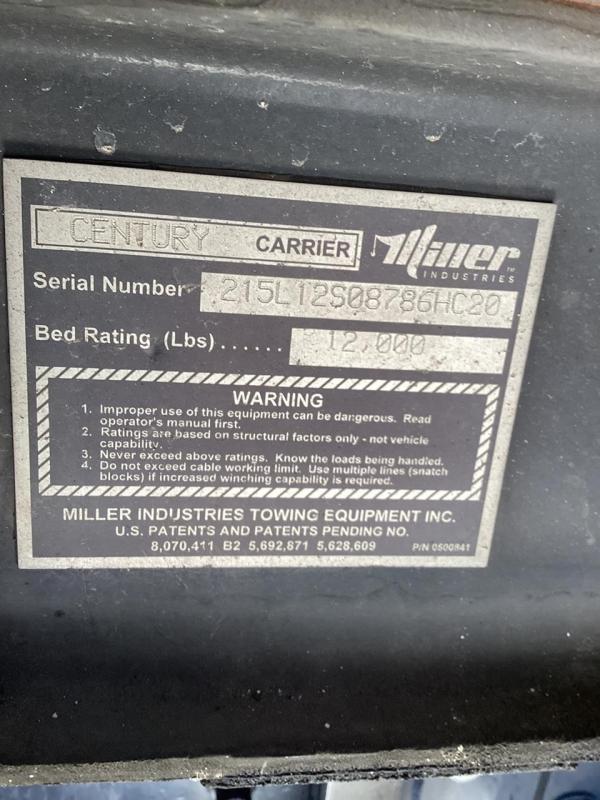 CENTURY CARRIER Miller
INDUSTRIES™
Serial Number 215L12S08786HC20
Bed Rating (Lbs) ...... 12,000
WARNING
1. Improper use of this equipment can be dangerous. Read
operator's manual first.
2. Ratings are based on structural factors only - not vehicle
capability.
3. Never exceed above ratings. Know the loads being handled.
4. Do not exceed cable working limit. Use multiple lines (snatch
blocks) if increased winching capability is required.
MILLER INDUSTRIES TOWING EQUIPMENT INC.
U.S. PATENTS AND PATENTS PENDING NO.
8,070,411 B2 5,692,871 5,628,609 P/N 0500841